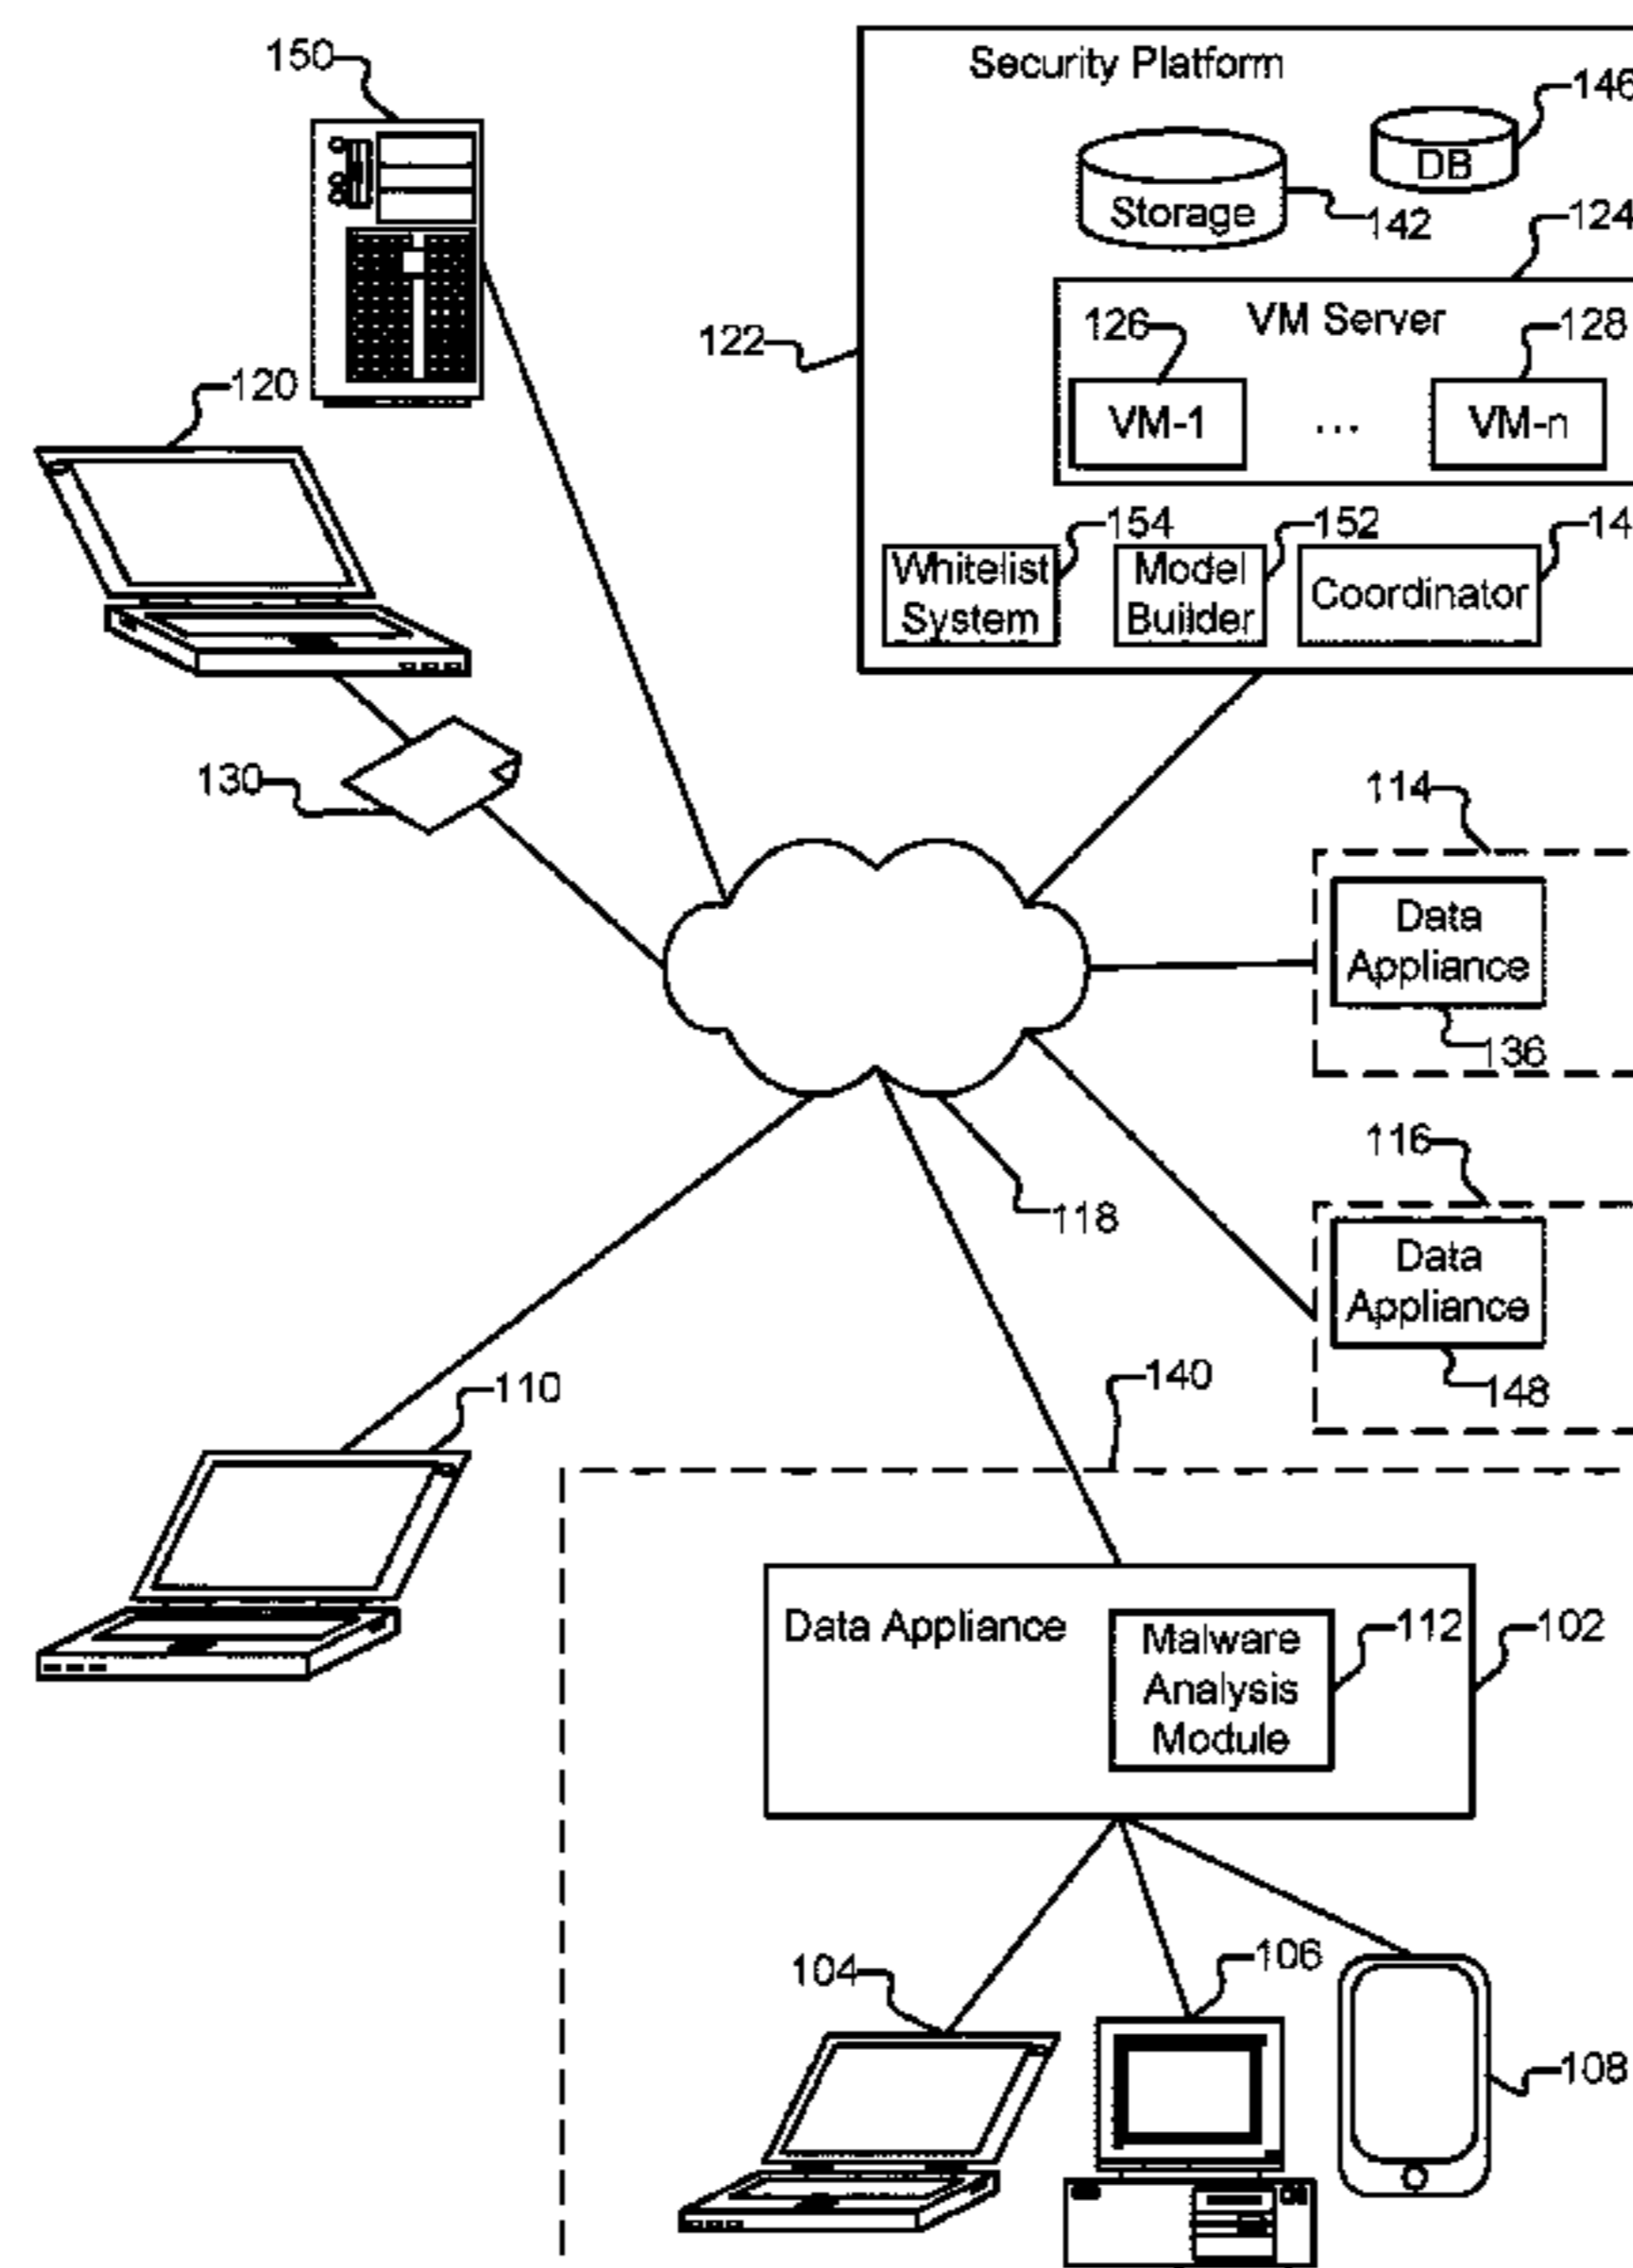 150
Security Platform
146
DB
Storage
142
124
122
VM Server
126
128
120
VM-1
...
VM-n
154
152
14
Whitelist
System
Model
Builder
Coordinator
130
114
Data
Appliance
136
116
118
Data
Appliance
148
140
110
Data Appliance
Malware
Analysis
Module
112
102
104
106
108